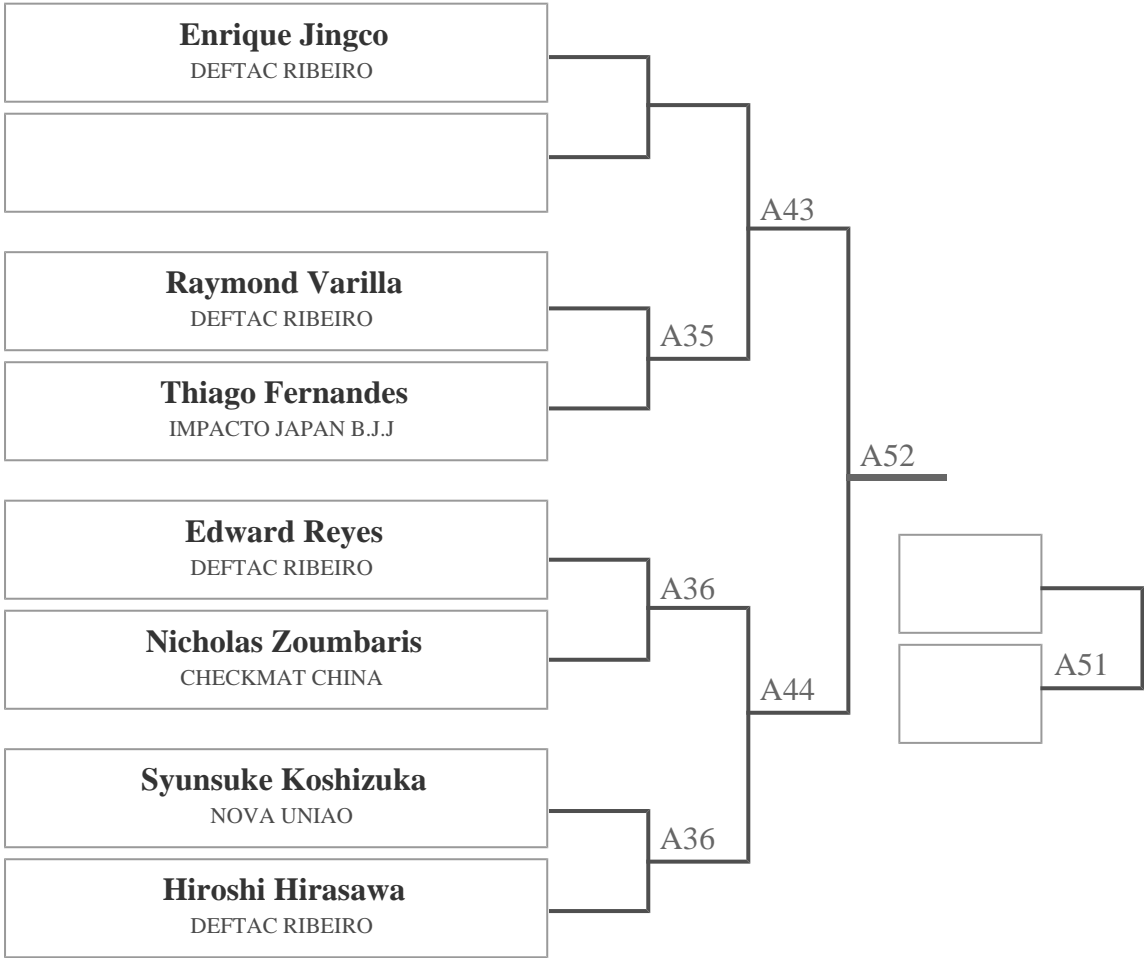 Enrique Jingco
DEFTAC RIBEIRO
A43
Raymond Varilla
DEFTAC RIBEIRO
A35
Thiago Fernandes
IMPACTO JAPAN B.J.J
A52
Edward Reyes
DEFTAC RIBEIRO
A36
Nicholas Zoumbaris
CHECKMAT CHINA
A44
A51
Syunsuke Koshizuka
NOVA UNIAO
A36
Hiroshi Hirasawa
DEFTAC RIBEIRO